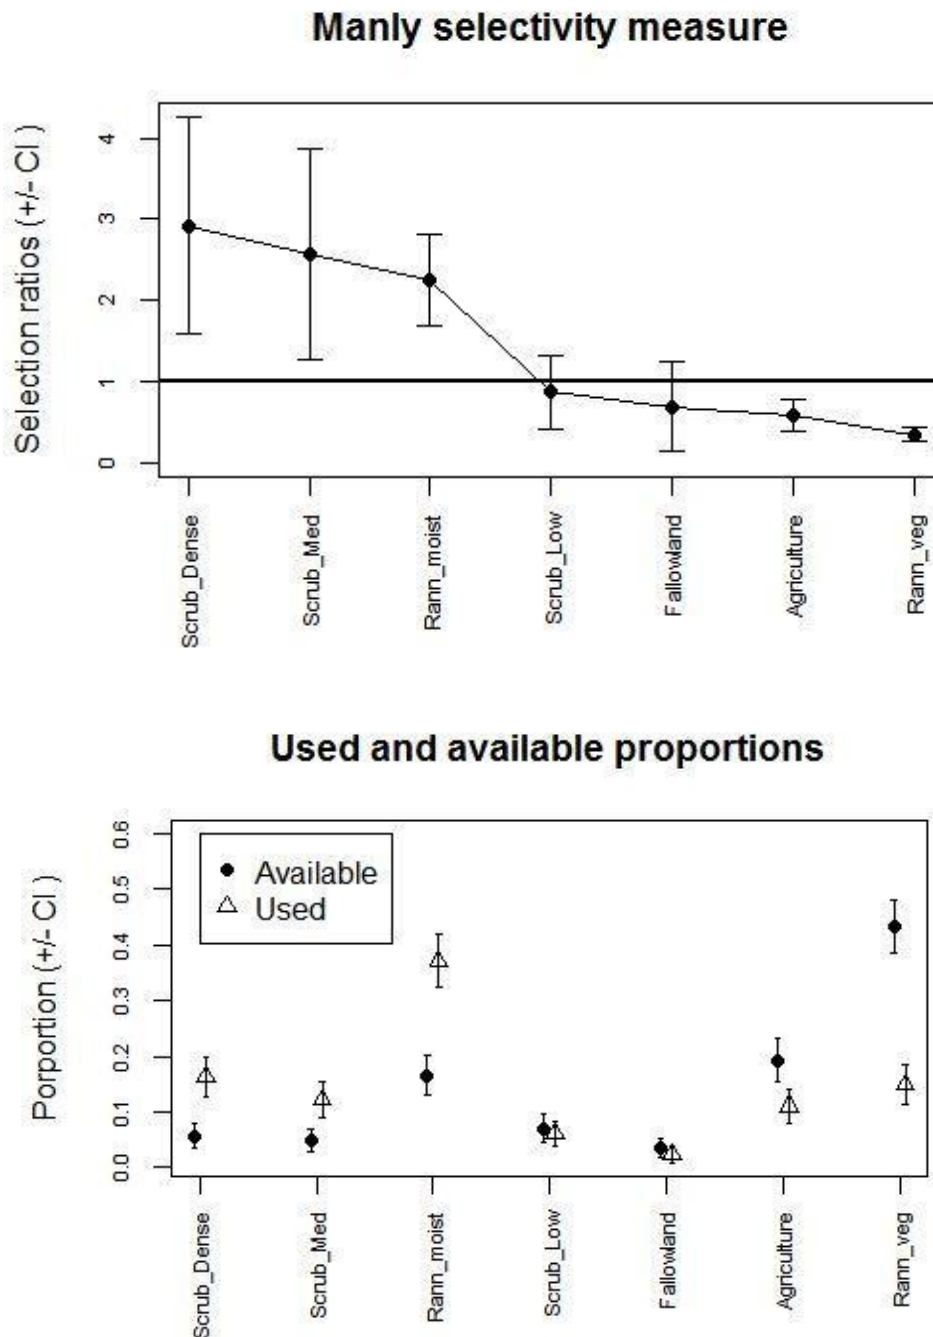 Manly selectivity measure
Selection ratios (+/- CI )
4
3
2
1
0
Scrub_Dense
Scrub_Med
Rann_moist
Scrub_Low
Fallowland
Agriculture
Rann_veg
Used and available proportions
Porportion (+/- CI )
0.6
0.5
0.4
0.3
0.2
0.1
0.0
Available
Used
Scrub_Dense
Scrub_Med
Rann_moist
Scrub_Low
Fallowland
Agriculture
Rann_veg